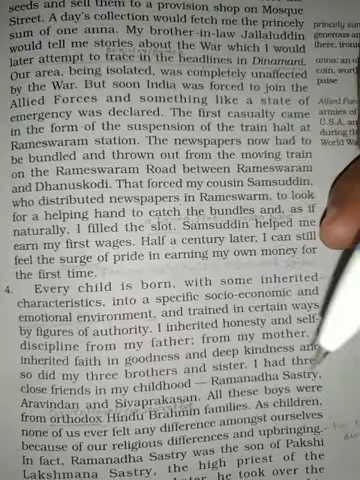 seeds and sell them to a provision shop on Mosque
Street. A day's collection would fetch me the princely
sum of one anna. My brother-in-law Jallaluddin
would tell me stories about the War which I would
later attempt to trace in the headlines in Dinamani.
Our area, being isolated, was completely unaffected
by the War. But soon India was forced to join the
Allied Forces and something like a state of
emergency was declared. The first casualty came
in the form of the suspension of the train halt at
Rameswaram station. The newspapers now had to
be bundled and thrown out from the moving train
on the Rameswaram Road between Rameswaram
and Dhanuskodi. That forced my cousin Samsuddin,
who distributed newspapers in Rameswarm, to look
for a helping hand to catch the bundles and, as if
naturally, I filled the slot. Samsuddin helped me
earn my first wages. Half a century later, I can still
feel the surge of pride in earning my own money for
the first time.
4. Every child is born, with some inherited
characteristics, into a specific socio-economic and
emotional environment, and trained in certain ways
by figures of authority. I inherited honesty and self-
discipline from my father; from my mother, I
inherited faith in goodness and deep kindness and
so did my three brothers and sister. I had three
close friends in my childhood — Ramanadha Sastry,
Aravindan and Sivaprakasan. All these boys were
from orthodox Hindu Brahmin families. As children,
none of us ever felt any difference amongst ourselves
because of our religious differences and upbringing.
In fact, Ramanadha Sastry was the son of Pakshi
Lakshmana Sastry, the high priest of the
later, he took over the
princely sum
generous am
(here, ironi
anna: an ol
coin, wort
paise
Allied For
armies of
U.S.A. an
during th
World Wa